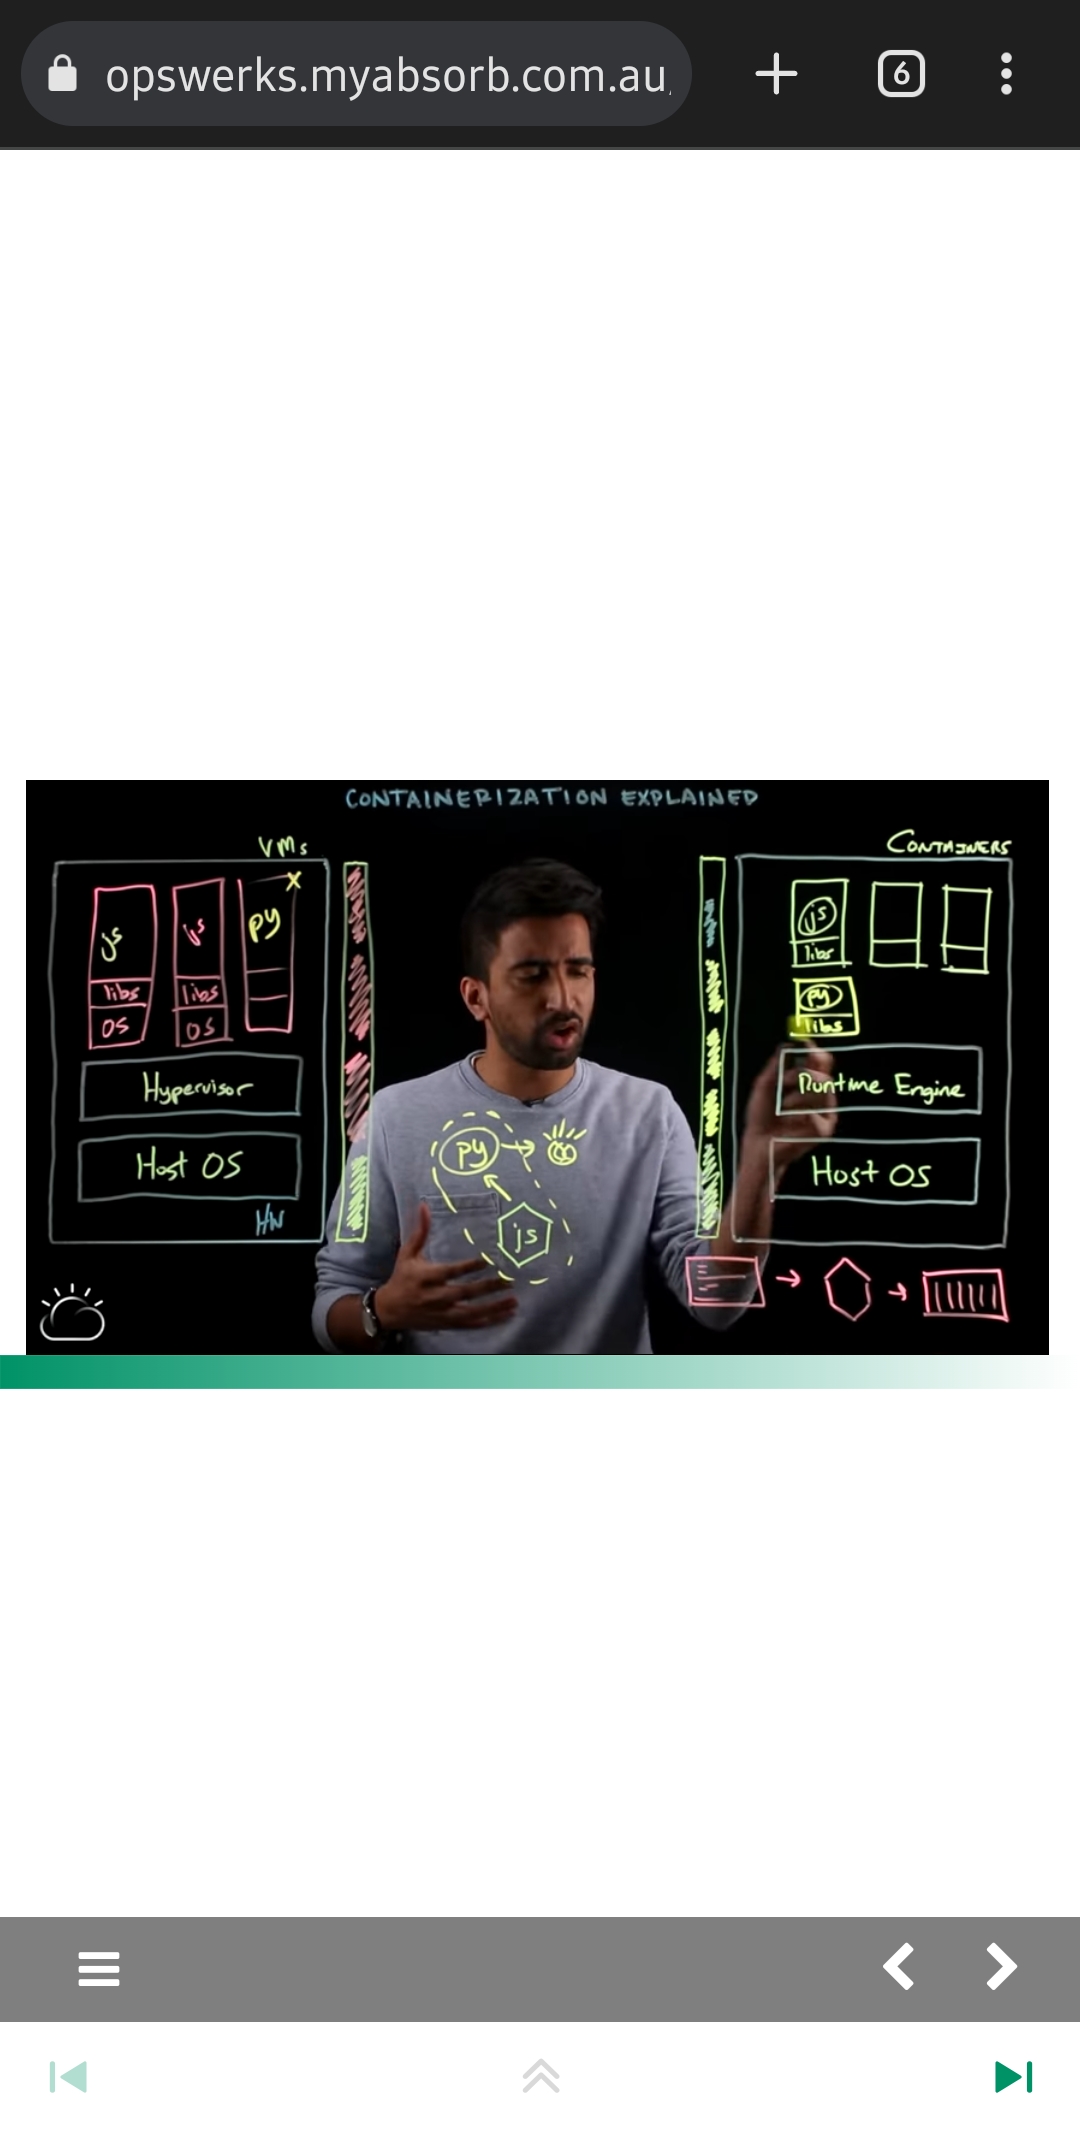 opswerks.myabsorb.com.au
6
CONTAINERIZATION EXPLAINED
VMs
js
libs
OS
js
libs
OS
py
Hypervisor
Host OS
HW
py
js
CONTAINERS
js
libs
py
libs
Runtime Engine
Host OS